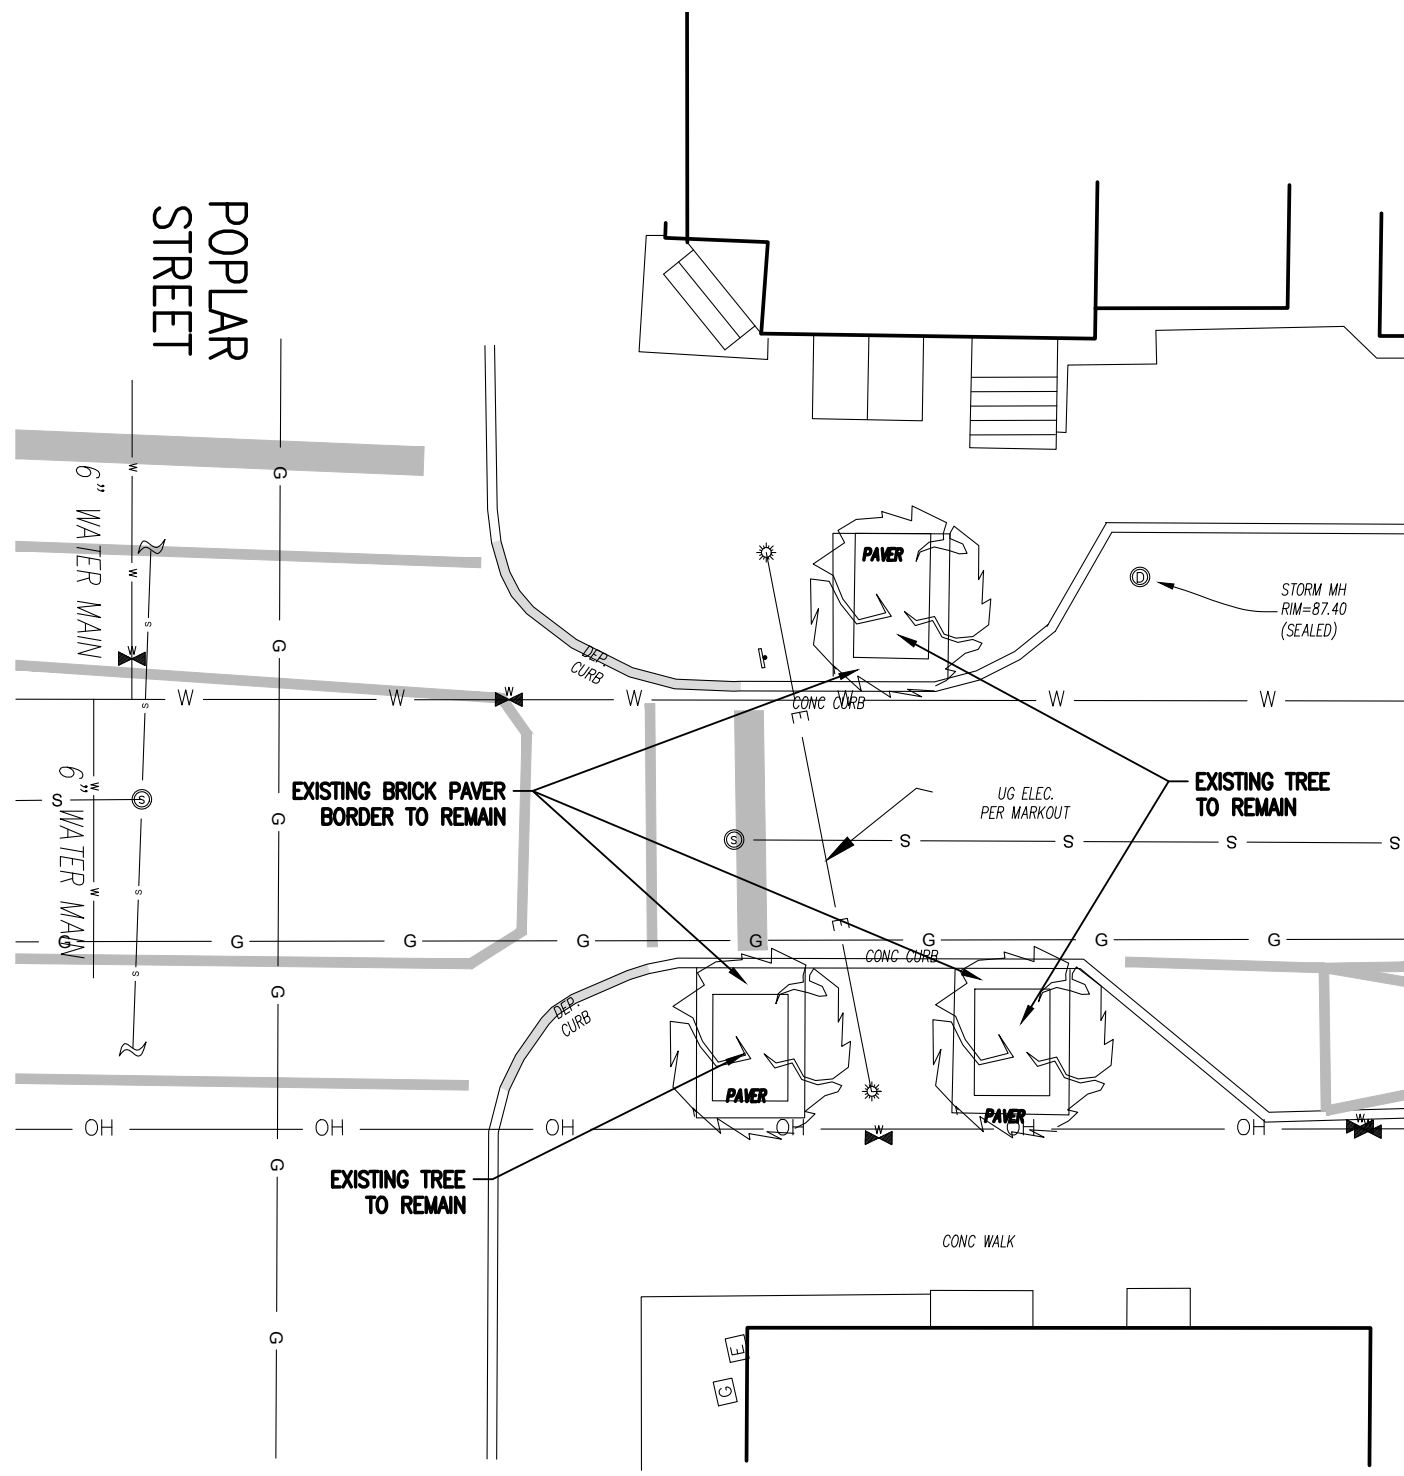 POPLAR
STREET
G
W
6" WATER MAIN
W
PAVER
D
STORM MH
RIM=87.40
(SEALED)
S
G
W
DEP.
CURB
W
W
W
W
W
W
W
S
CONC CURB
E
EXISTING BRICK PAVER
BORDER TO REMAIN
EXISTING TREE
TO REMAIN
UG ELEC.
PER MARKOUT
6" WATER MAIN
W
S
S
G
S
S
S
S
S
W
S
E
G
G
G
G
G
G
G
G
CONC CURB
S
G
DEP.
CURB
PAVER
PAVER
OH
OH
OH
OH
OH
OH
W
W
W
G
EXISTING TREE
TO REMAIN
CONC WALK
G
E
G